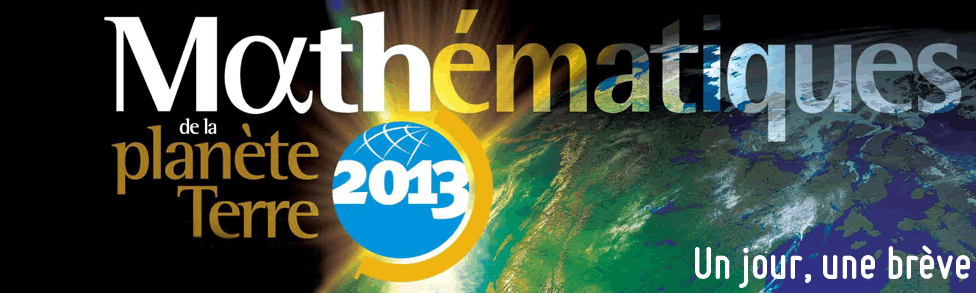 Mαthématiques
de la
planète
Terre
2013
Un jour, une brève